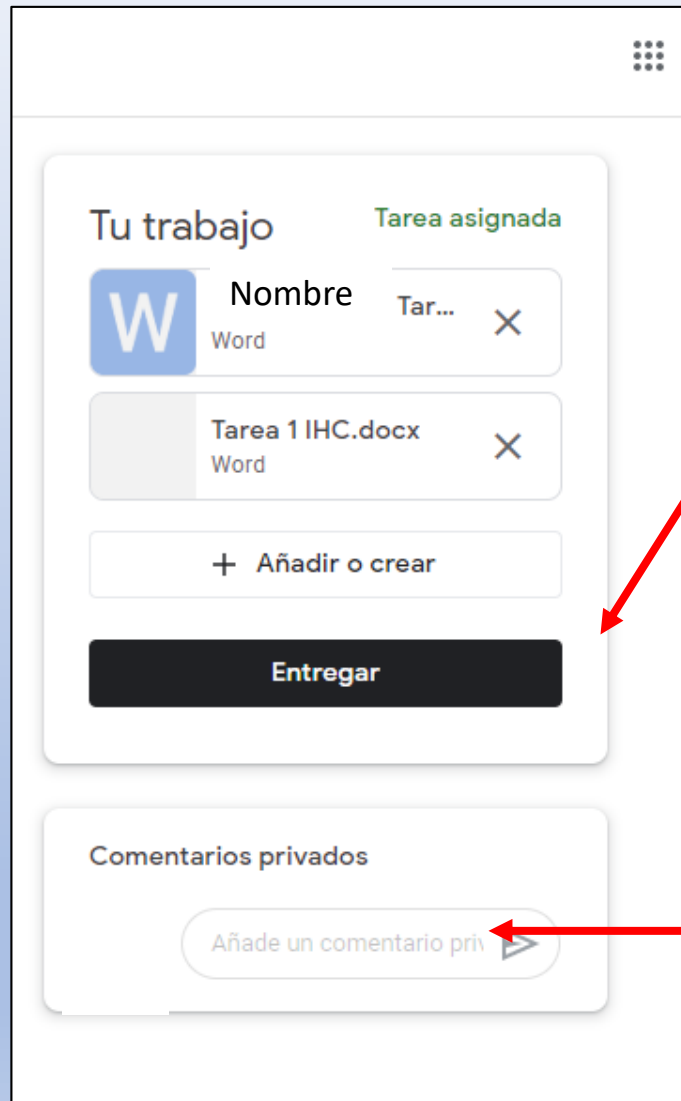 Tu trabajo Tarea asignada
W Nombre Tar...
Word
Tarea 1 IHC.docx
Word
+ Añadir o crear
Entregar
Comentarios privados
Añade un comentario priv